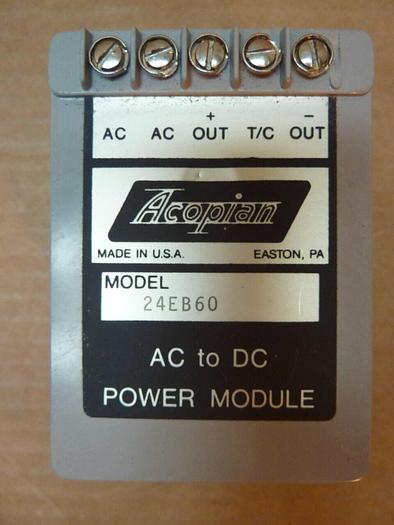 + −
AC AC OUT T/C OUT
Acopian
MADE IN U.S.A. EASTON, PA
MODEL
24EB60
AC to DC
POWER MODULE